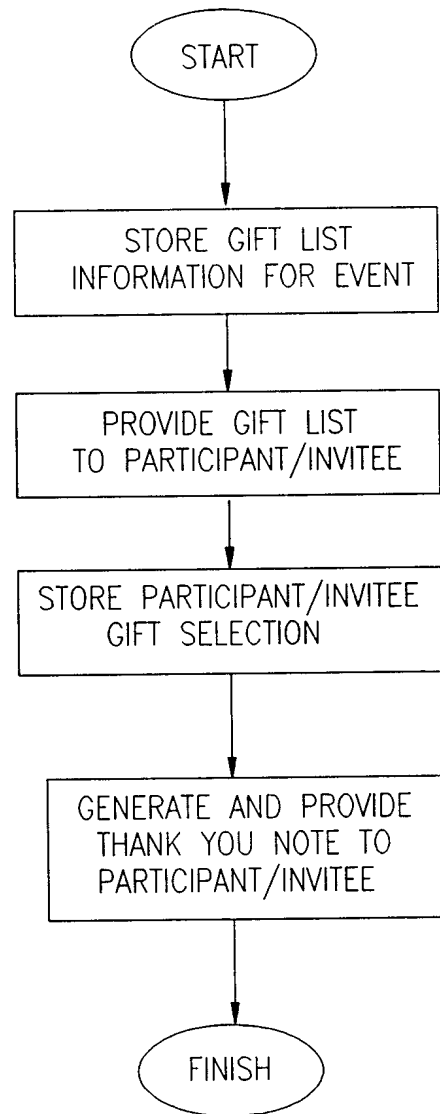 START
STORE GIFT LIST
INFORMATION FOR EVENT
PROVIDE GIFT LIST
TO PARTICIPANT/INVITEE
STORE PARTICIPANT/INVITEE
GIFT SELECTION
GENERATE AND PROVIDE
THANK YOU NOTE TO
PARTICIPANT/INVITEE
FINISH